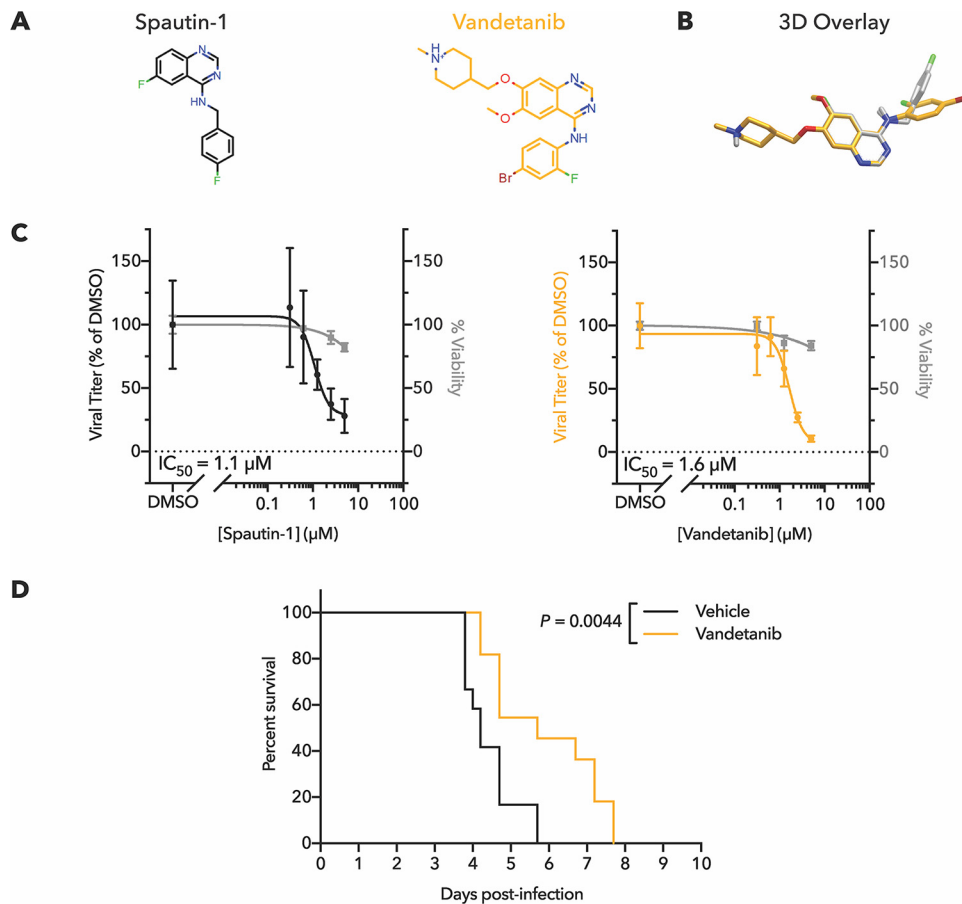 A
Spautin-1
Vandetanib
B
3D Overlay
N
N
F
HN
F
H
N+
O
O
N
N
NH
Br
F
C
Viral Titer (% of DMSO)
150
100
50
0
150
100
50
0
% Viability
IC50 = 1.1 µM
DMSO
0.1
1
10
100
[Spautin-1] (µM)
Viral Titer (% of DMSO)
150
100
50
0
150
100
50
0
% Viability
IC50 = 1.6 µM
DMSO
0.1
1
10
100
[Vandetanib] (µM)
D
Percent survival
100
80
60
40
20
0
0 1 2 3 4 5 6 7 8 9 10
Days post-infection
P = 0.0044
Vehicle
Vandetanib